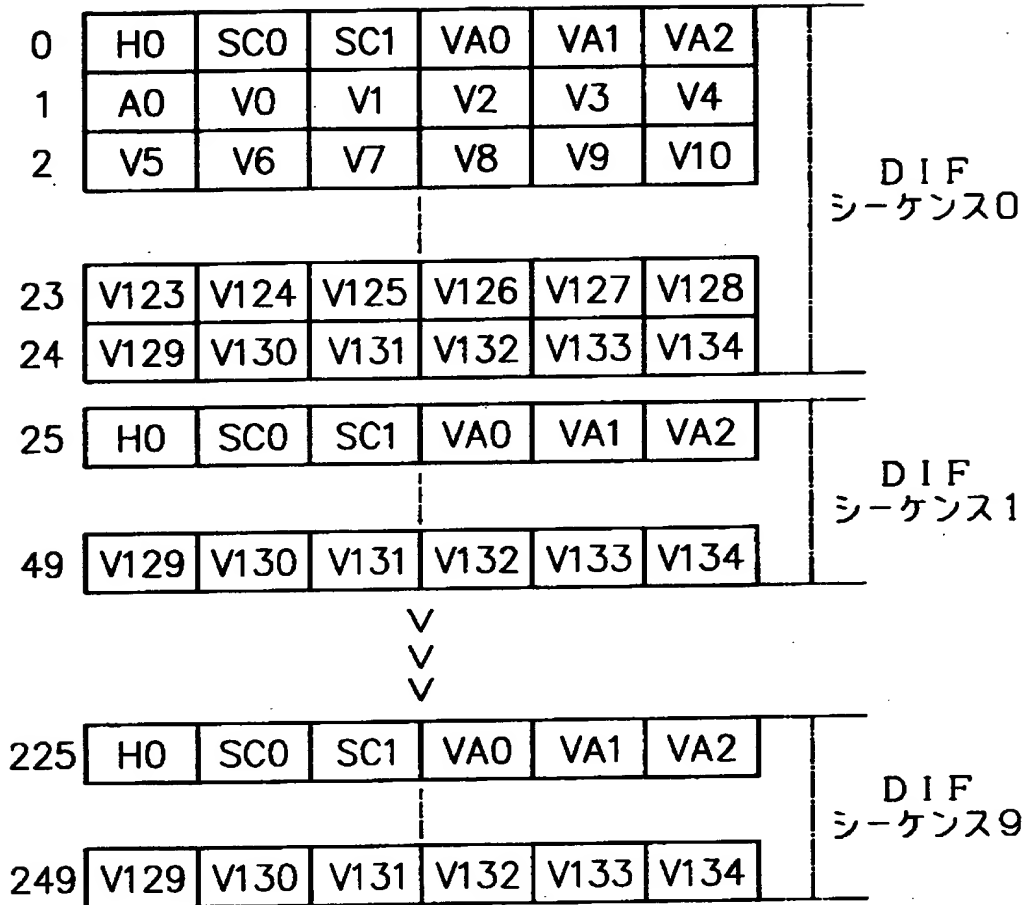 0 H0 SC0 SC1 VA0 VA1 VA2
1 A0 V0 V1 V2 V3 V4
2 V5 V6 V7 V8 V9 V10
DIF
シーケンス0
23 V123 V124 V125 V126 V127 V128
24 V129 V130 V131 V132 V133 V134
25 H0 SC0 SC1 VA0 VA1 VA2
DIF
シーケンス1
49 V129 V130 V131 V132 V133 V134
225 H0 SC0 SC1 VA0 VA1 VA2
DIF
シーケンス9
249 V129 V130 V131 V132 V133 V134